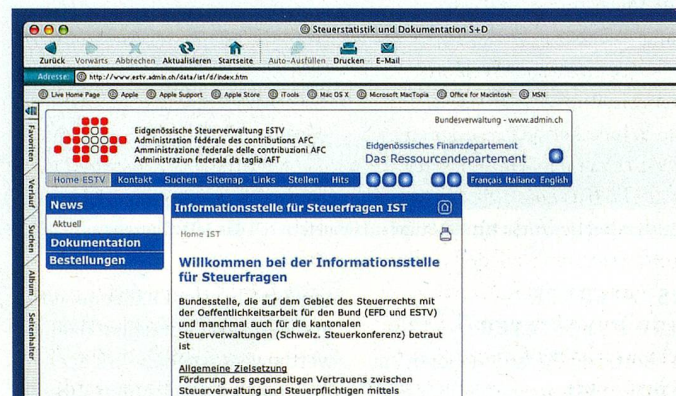 Steuerstatistik und Dokumentation S+D
Zurück Vorwärts Abbrechen Aktualisieren Startseite Auto-Ausfüllen Drucken E-Mail
Adresse: http://www.estv.admin.ch/data/ist/d/index.htm
Live Home Page Apple Apple Support Apple Store iTools Mac OS X Microsoft MacTopia Office for Macintosh MSN
Favoriten
Verlauf
Suchen
Album
Seitenhalter
Bundesverwaltung - www.admin.ch
Eidgenössische Steuerverwaltung ESTV
Administration fédérale des contributions AFC
Amministrazione federale delle contribuzioni AFC
Administraziun federala da taglia AFT
Eidgenössisches Finanzdepartement
Das Ressourcendepartement
Home ESTV Kontakt Suchen Sitemap Links Stellen Hits Français Italiano English
News
Aktuell
Dokumentation
Bestellungen
Informationsstelle für Steuerfragen IST
Home IST
Willkommen bei der Informationsstelle
für Steuerfragen
Bundesstelle, die auf dem Gebiet des Steuerrechts mit
der Oeffentlichkeitsarbeit für den Bund (EFD und ESTV)
und manchmal auch für die kantonalen
Steuerverwaltungen (Schweiz. Steuerkonferenz) betraut
ist
Allgemeine Zielsetzung
Förderung des gegenseitigen Vertrauens zwischen
Steuerverwaltung und Steuerpflichtigen mittels